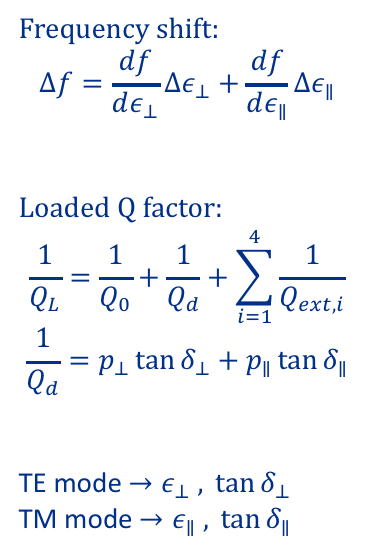 Frequency shift:
Δf = df/dϵ⊥ Δϵ⊥ + df/dϵ∥ Δϵ∥
Loaded Q factor:
1/Q_L = 1/Q_0 + 1/Q_d + ∑_{i=1}^{4} 1/Q_{ext,i}
1/Q_d = p⊥ tan δ⊥ + p∥ tan δ∥
TE mode → ϵ⊥ , tan δ⊥
TM mode → ϵ∥ , tan δ∥